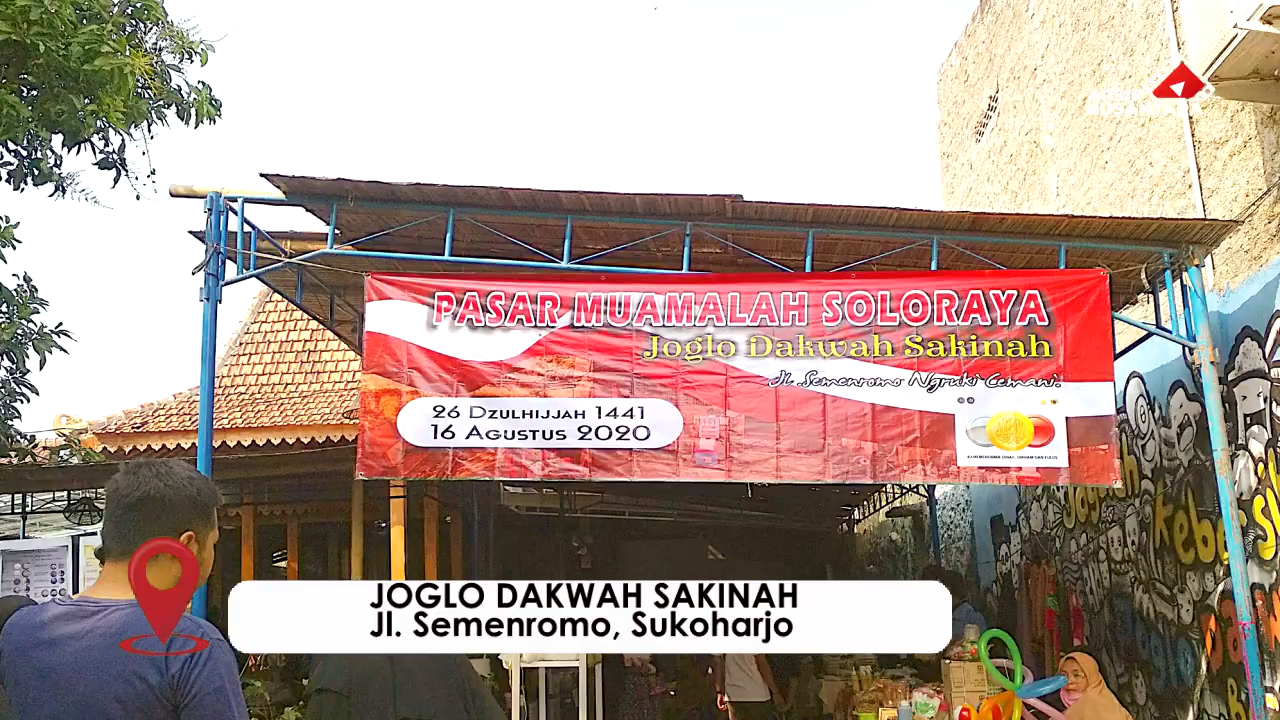 PASAR MUAMALAH SOLORAYA
Joglo Dakwah Sakinah
Jl. Semenromo Ngruki Cemani.
26 DZULHIJJAH 1441
16 AGUSTUS 2020
JOGLO DAKWAH SAKINAH
Jl. Semenromo, Sukoharjo